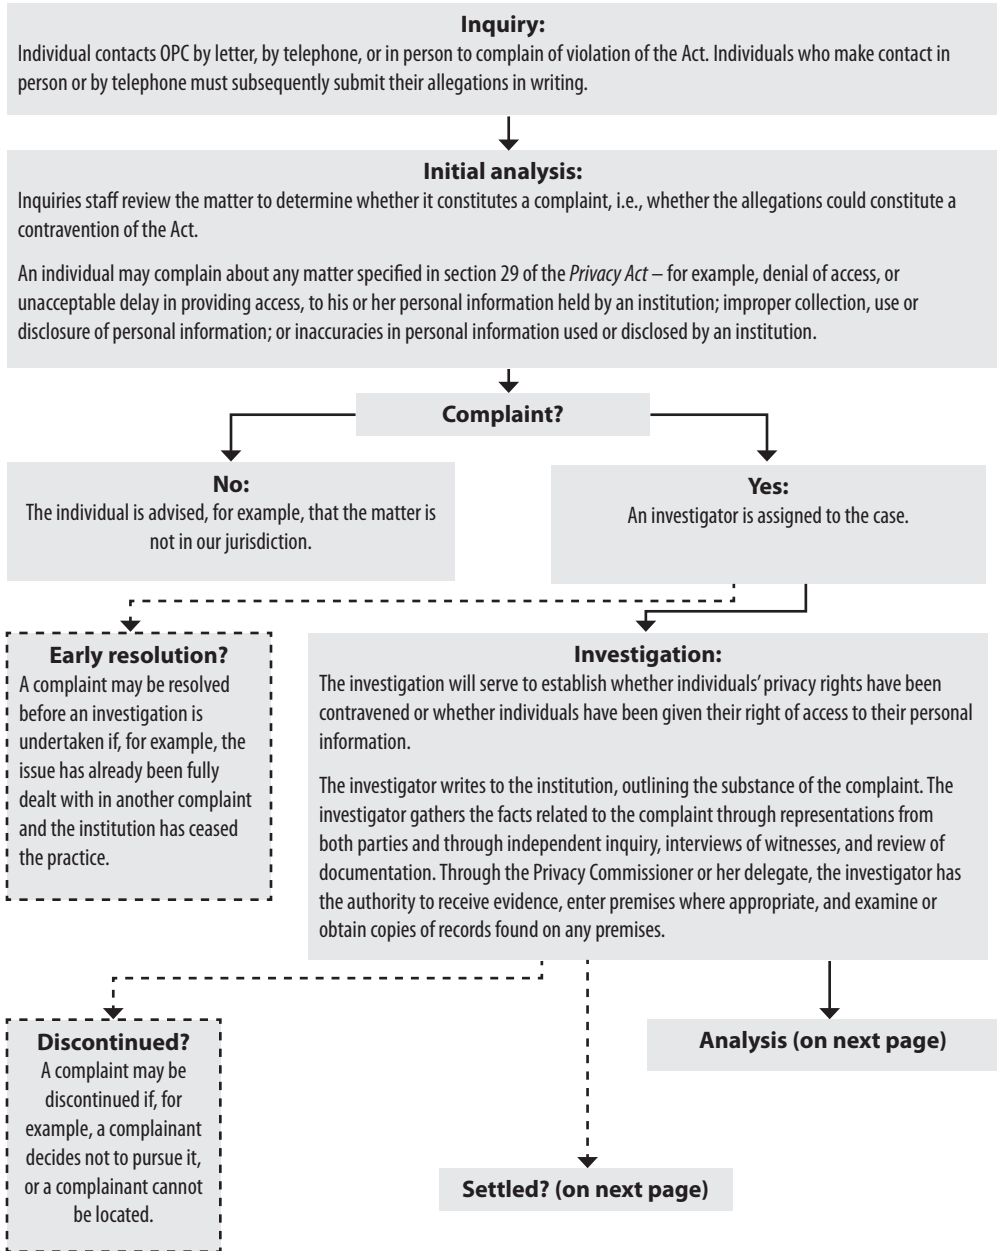 Inquiry:
Individual contacts OPC by letter, by telephone, or in person to complain of violation of the Act. Individuals who make contact in
person or by telephone must subsequently submit their allegations in writing.
Initial analysis:
Inquiries staff review the matter to determine whether it constitutes a complaint, i.e., whether the allegations could constitute a
contravention of the Act.
An individual may complain about any matter specified in section 29 of the Privacy Act – for example, denial of access, or
unacceptable delay in providing access, to his or her personal information held by an institution; improper collection, use or
disclosure of personal information; or inaccuracies in personal information used or disclosed by an institution.
Complaint?
No:
The individual is advised, for example, that the matter is
not in our jurisdiction.
Yes:
An investigator is assigned to the case.
Early resolution?
A complaint may be resolved
before an investigation is
undertaken if, for example, the
issue has already been fully
dealt with in another complaint
and the institution has ceased
the practice.
Investigation:
The investigation will serve to establish whether individuals' privacy rights have been
contravened or whether individuals have been given their right of access to their personal
information.
The investigator writes to the institution, outlining the substance of the complaint. The
investigator gathers the facts related to the complaint through representations from
both parties and through independent inquiry, interviews of witnesses, and review of
documentation. Through the Privacy Commissioner or her delegate, the investigator has
the authority to receive evidence, enter premises where appropriate, and examine or
obtain copies of records found on any premises.
Discontinued?
A complaint may be
discontinued if, for
example, a complainant
decides not to pursue it,
or a complainant cannot
be located.
Analysis (on next page)
Settled? (on next page)